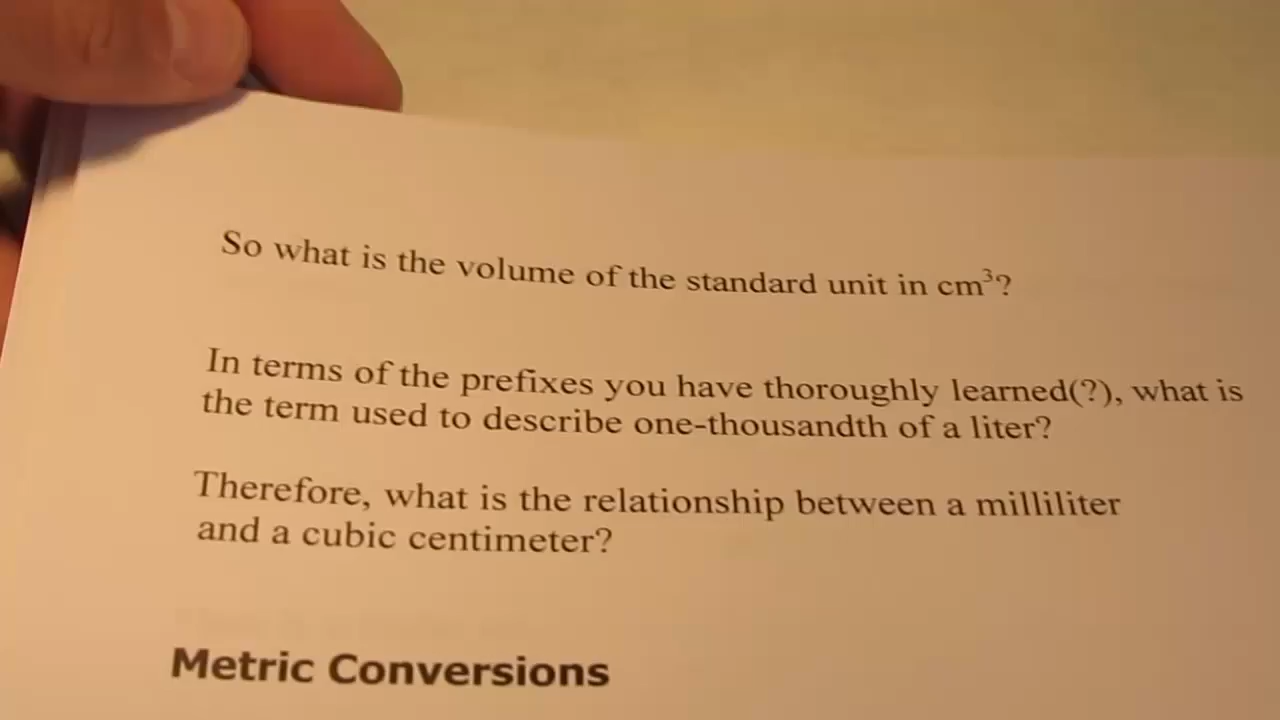 So what is the volume of the standard unit in cm³?
In terms of the prefixes you have thoroughly learned(?), what is
the term used to describe one-thousandth of a liter?
Therefore, what is the relationship between a milliliter
and a cubic centimeter?
Metric Conversions